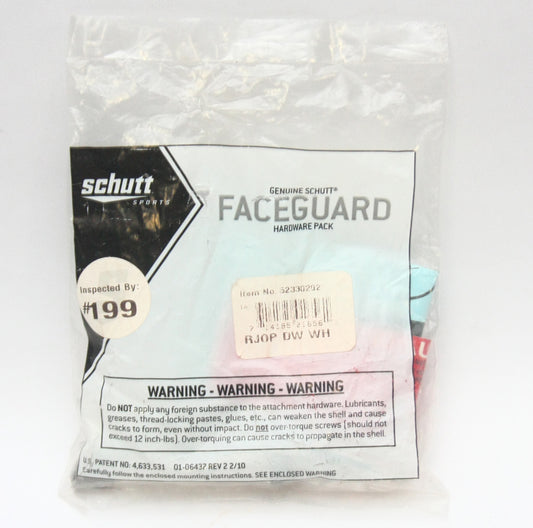 schutt
SPORTS
GENUINE SCHUTT®
FACEGUARD
HARDWARE PACK
Inspected By:
#199
Item No. 52330292
RJOP DW WH
WARNING - WARNING - WARNING
Do NOT apply any foreign substance to the attachment hardware. Lubricants,
greases, thread-locking pastes, glues, etc., can weaken the shell and cause
cracks to form, even without impact. Do not over-torque screws (should not
exceed 12 inch-lbs). Over-torquing can cause cracks to propagate in the shell.
U.S. PATENT NO: 4,633,531 01-06437 REV 2 2/10
Carefully follow the enclosed mounting instructions. SEE ENCLOSED WARNING